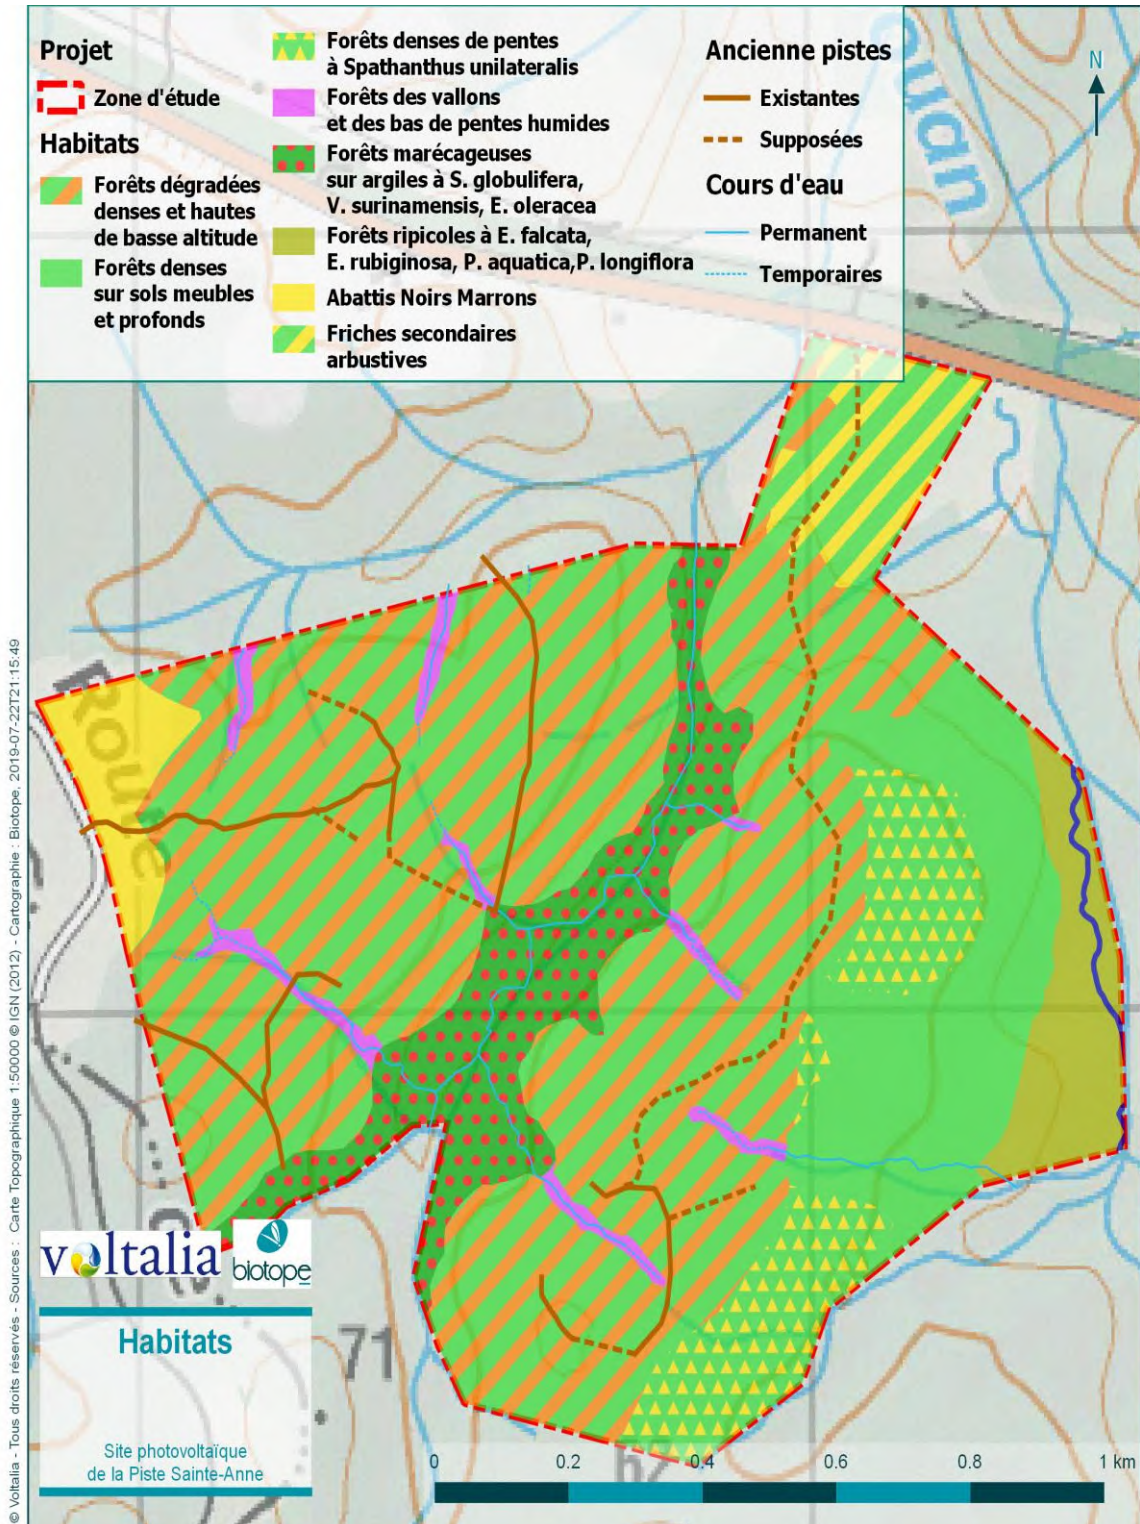 Projet
Zone d'étude
Habitats
Forêts dégradées
denses et hautes
de basse altitude
Forêts denses
sur sols meubles
et profonds
Forêts denses de pentes
à Spathanthus unilateralis
Forêts des vallons
et des bas de pentes humides
Forêts marécageuses
sur argiles à S. globulifera,
V. surinamensis, E. oleracea
Forêts ripicoles à E. falcata,
E. rubiginosa, P. aquatica,P. longiflora
Abattis Noirs Marrons
Friches secondaires
arbustives
Ancienne pistes
Existantes
Supposées
Cours d'eau
Permanent
Temporaires
N
ouan
Route
71
voltalia
biotope
Habitats
Site photovoltaïque
de la Piste Sainte-Anne
0 0.2 0.4 0.6 0.8 1 km
© Voltalia - Tous droits réservés - Sources : Carte Topographique 1:50000 © IGN (2012) - Cartographie : Biotope, 2019-07-22T21:15:49